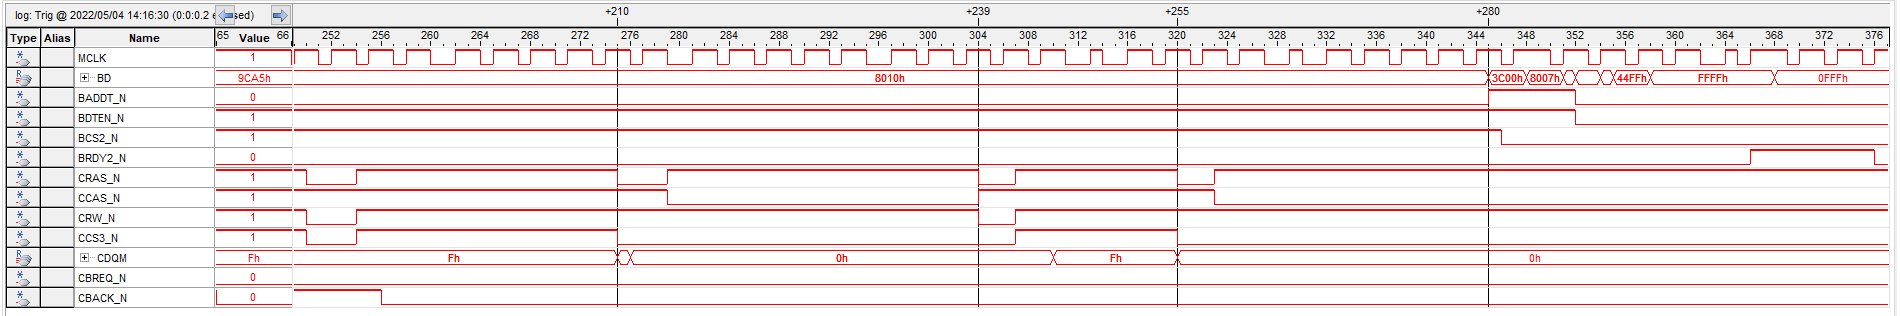 log: Trig @ 2022/05/04 14:16:30 (0:0:0.2 e sed)
+210 +239 +255 +280
Type Alias Name 65 Value 66 252 256 260 264 268 272 276 280 284 288 292 296 300 304 308 312 316 320 324 328 332 336 340 344 348 352 356 360 364 368 372 376
MCLK 1
BD 9CA5h 8010h 3C00h 8007h 44FFh FFFFh 0FFFh
BADDT_N 0
BDTEN_N 1
BCS2_N 1
BRDY2_N 0
CRAS_N 1
CCAS_N 1
CRW_N 1
CCS3_N 1
CDQM Fh Fh 0h Fh 0h
CBREQ_N 0
CBACK_N 0